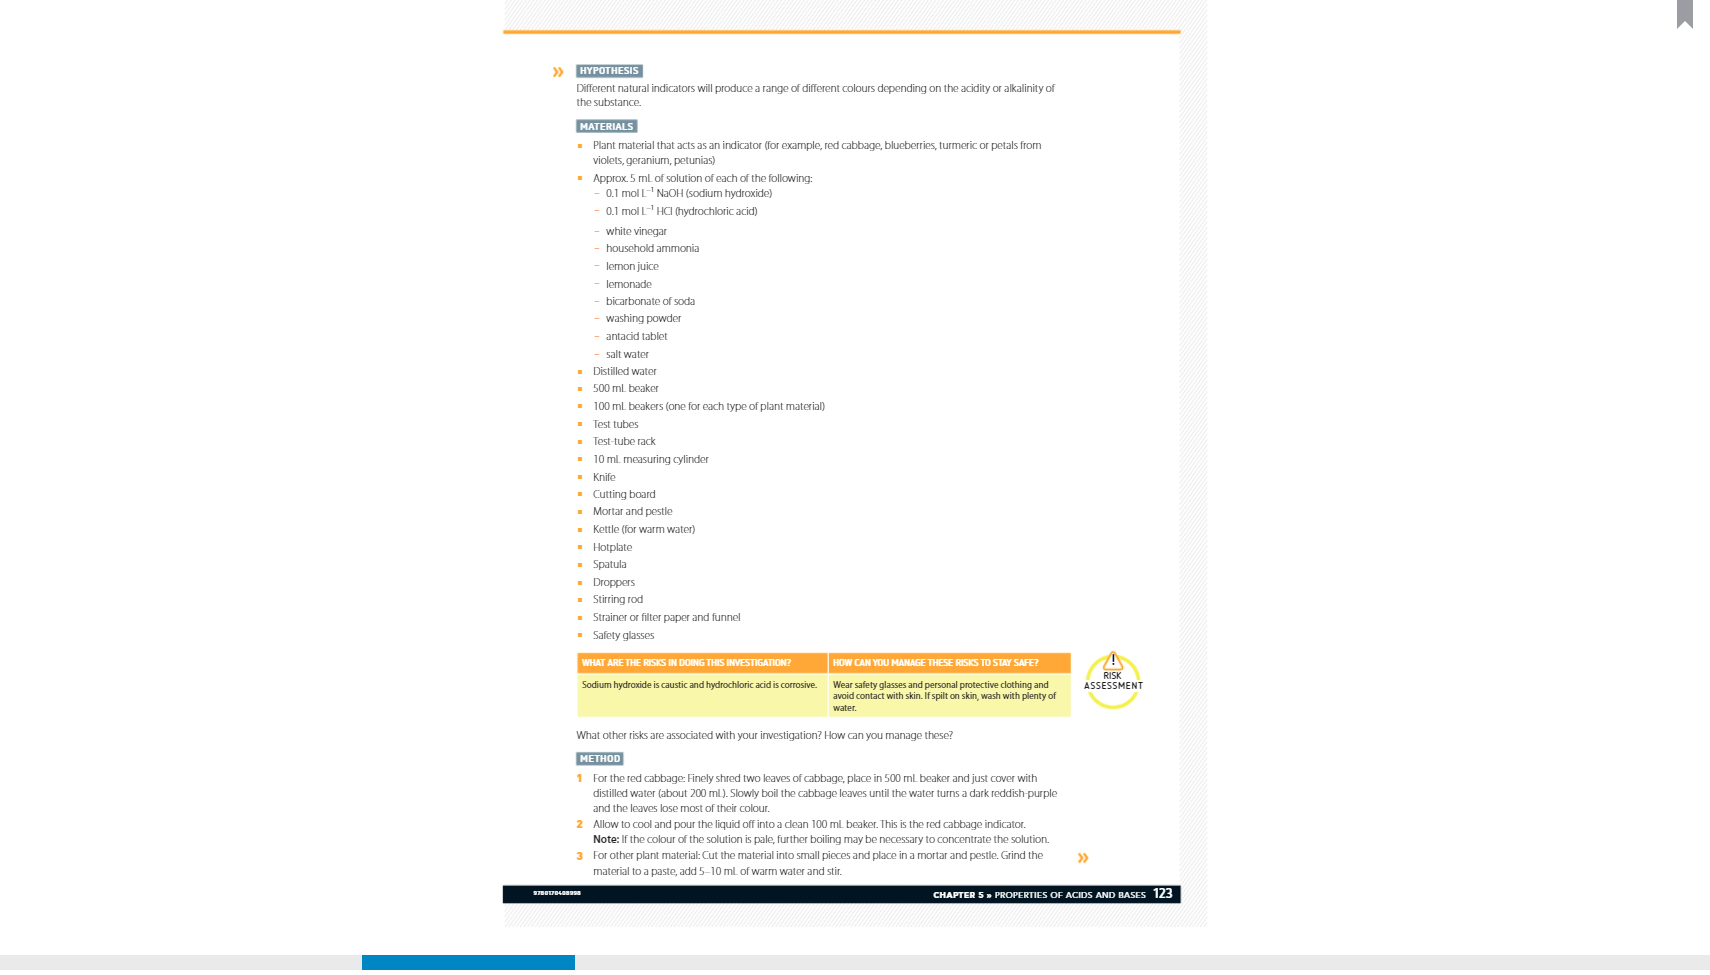 » HYPOTHESIS
Different natural indicators will produce a range of different colours depending on the acidity or alkalinity of
the substance.
MATERIALS
▪ Plant material that acts as an indicator (for example, red cabbage, blueberries, turmeric or petals from
violets, geranium, petunias)
▪ Approx. 5 mL of solution of each of the following:
– 0.1 mol L⁻¹ NaOH (sodium hydroxide)
– 0.1 mol L⁻¹ HCl (hydrochloric acid)
– white vinegar
– household ammonia
– lemon juice
– lemonade
– bicarbonate of soda
– washing powder
– antacid tablet
– salt water
▪ Distilled water
▪ 500 mL beaker
▪ 100 mL beakers (one for each type of plant material)
▪ Test tubes
▪ Test-tube rack
▪ 10 mL measuring cylinder
▪ Knife
▪ Cutting board
▪ Mortar and pestle
▪ Kettle (for warm water)
▪ Hotplate
▪ Spatula
▪ Droppers
▪ Stirring rod
▪ Strainer or filter paper and funnel
▪ Safety glasses
WHAT ARE THE RISKS IN DOING THIS INVESTIGATION?
HOW CAN YOU MANAGE THESE RISKS TO STAY SAFE?
Sodium hydroxide is caustic and hydrochloric acid is corrosive.
Wear safety glasses and personal protective clothing and
avoid contact with skin. If spilt on skin, wash with plenty of
water.
!
RISK
ASSESSMENT
What other risks are associated with your investigation? How can you manage these?
METHOD
1 For the red cabbage: Finely shred two leaves of cabbage, place in 500 mL beaker and just cover with
distilled water (about 200 mL). Slowly boil the cabbage leaves until the water turns a dark reddish-purple
and the leaves lose most of their colour.
2 Allow to cool and pour the liquid off into a clean 100 mL beaker. This is the red cabbage indicator.
Note: If the colour of the solution is pale, further boiling may be necessary to concentrate the solution.
3 For other plant material: Cut the material into small pieces and place in a mortar and pestle. Grind the
material to a paste, add 5–10 mL of warm water and stir.
»
9780170408998
CHAPTER 5 » PROPERTIES OF ACIDS AND BASES 123